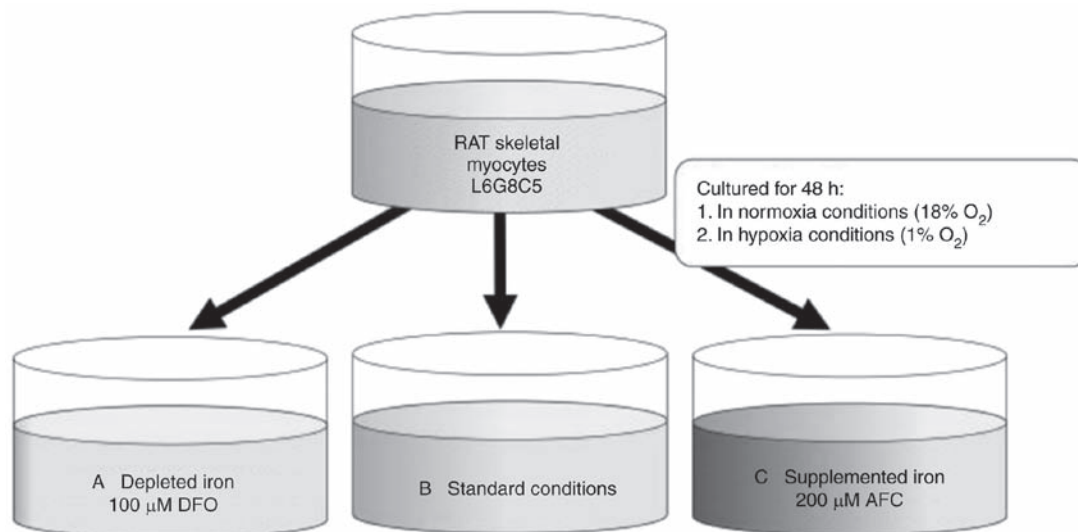 RAT skeletal
myocytes
L6G8C5
Cultured for 48 h:
1. In normoxia conditions (18% O₂)
2. In hypoxia conditions (1% O₂)
A Depleted iron
100 μM DFO
B Standard conditions
C Supplemented iron
200 μM AFC